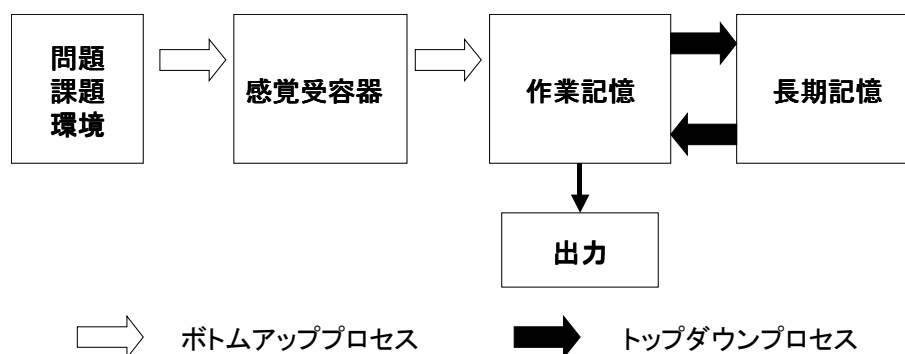 問題
課題
環境
感覚受容器
作業記憶
長期記憶
出力
ボトムアッププロセス
トップダウンプロセス